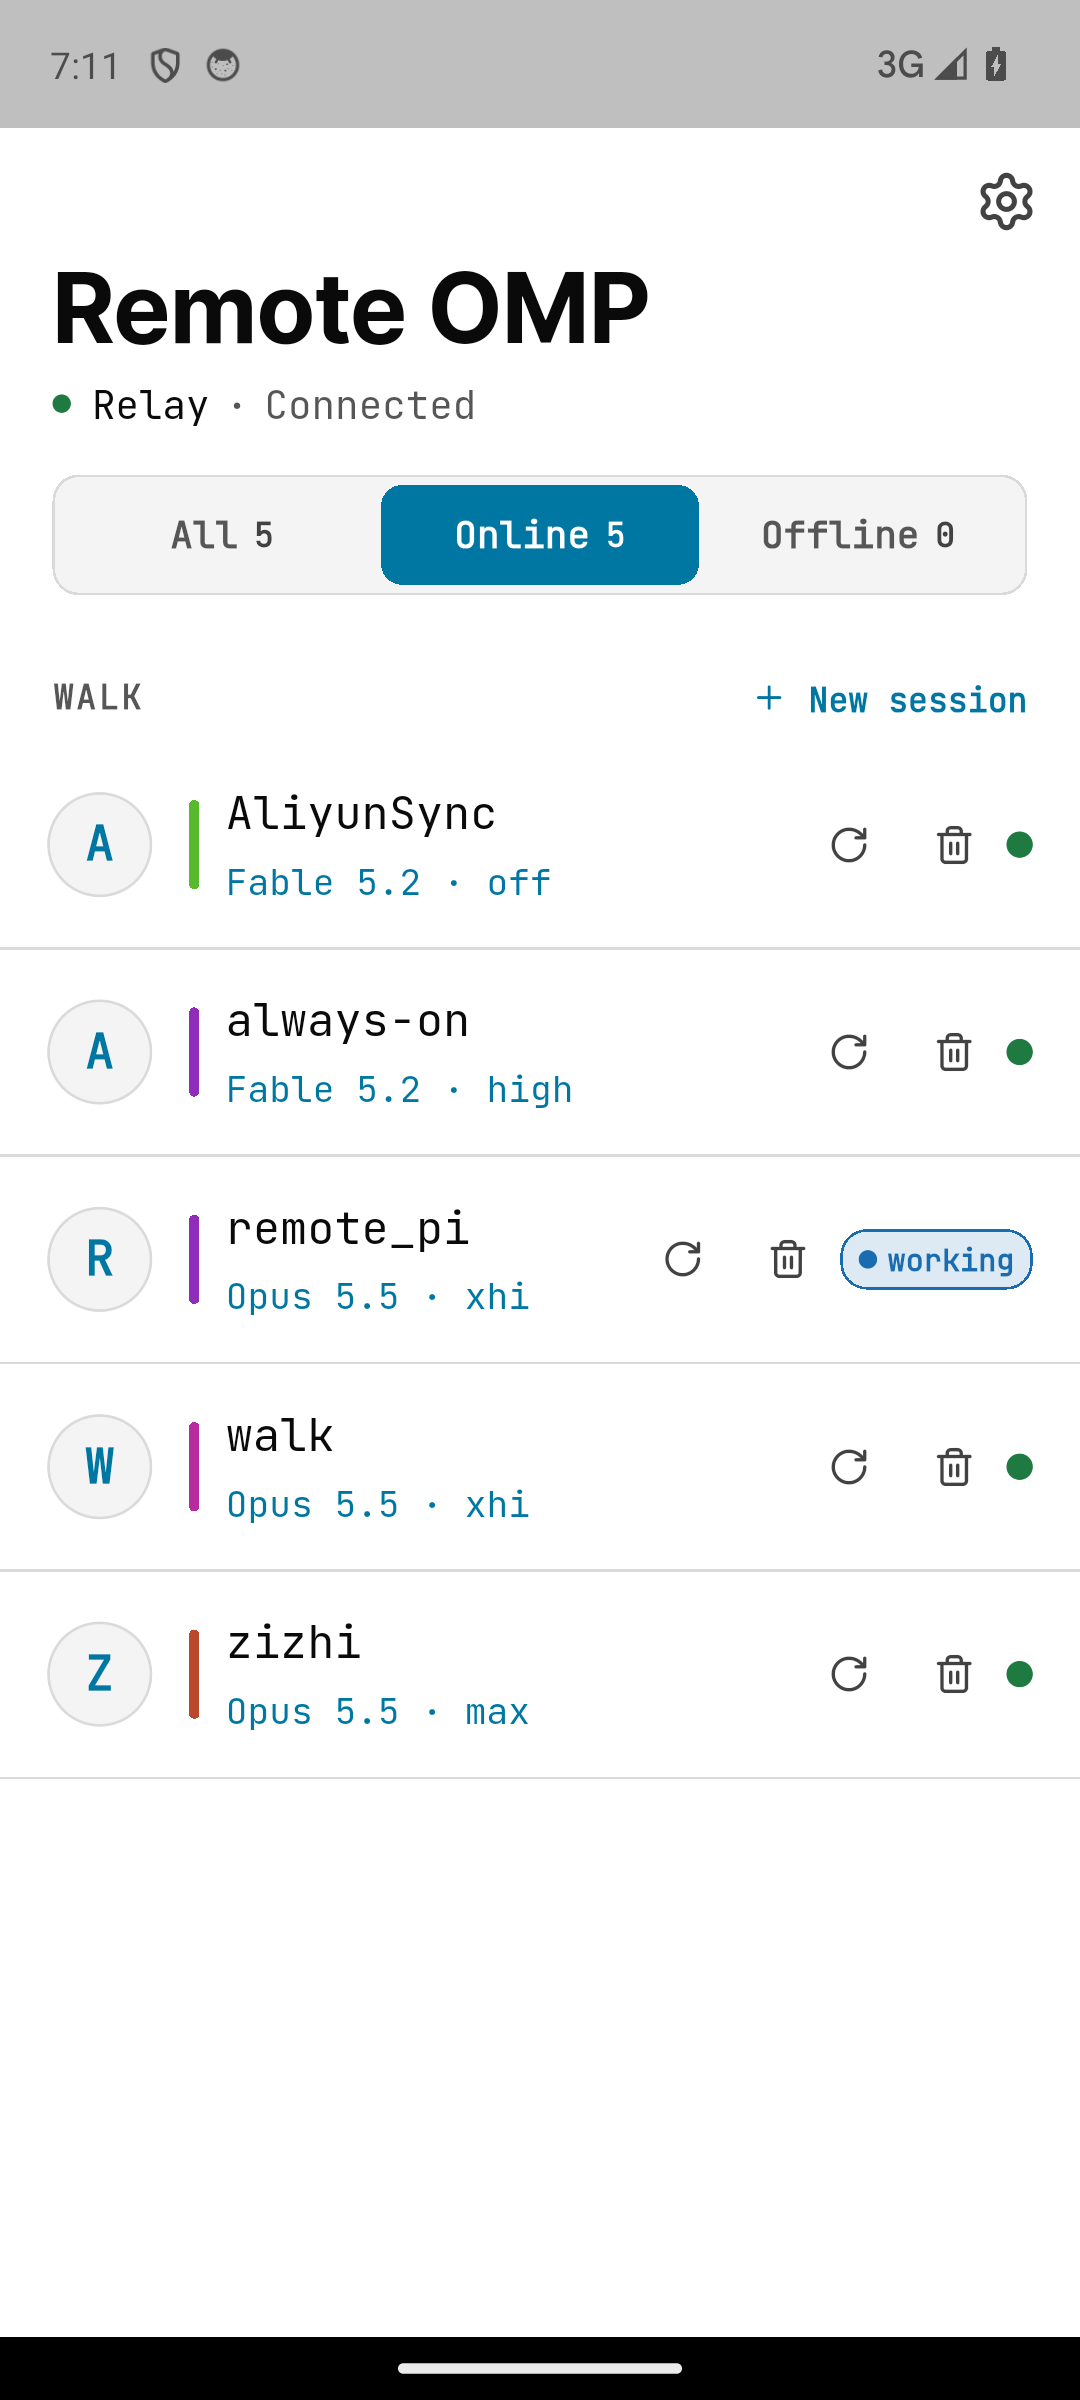 7:11 3G
Remote OMP
Relay · Connected
All 5 Online 5 Offline 0
WALK + New session
A AliyunSync
Fable 5.2 · off
A always-on
Fable 5.2 · high
R remote_pi working
Opus 5.5 · xhi
W walk
Opus 5.5 · xhi
Z zizhi
Opus 5.5 · max